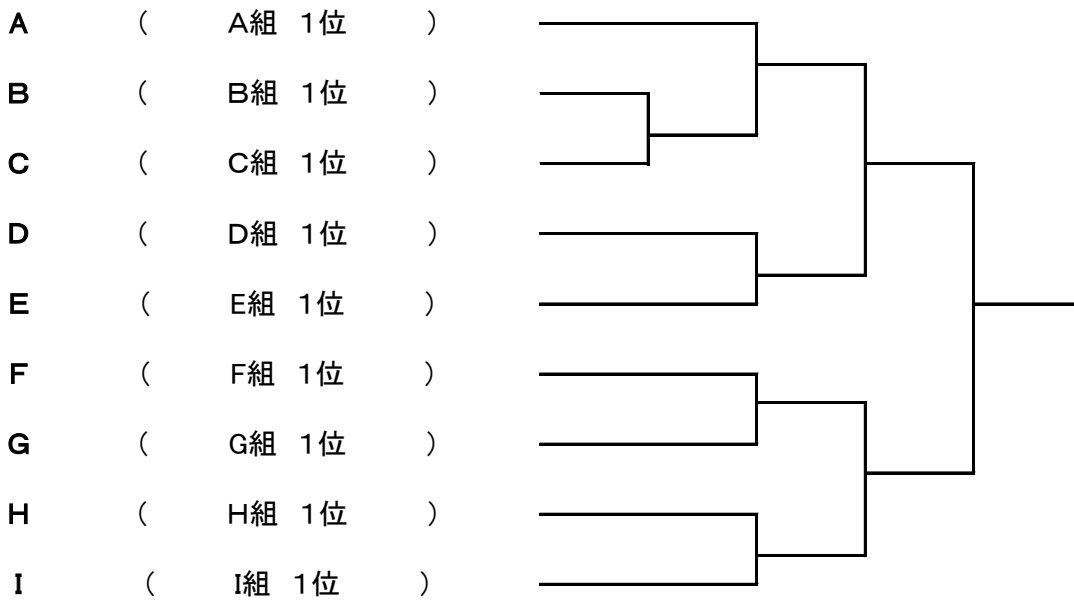 A （ A組 1位 ）
B （ B組 1位 ）
C （ C組 1位 ）
D （ D組 1位 ）
E （ E組 1位 ）
F （ F組 1位 ）
G （ G組 1位 ）
H （ H組 1位 ）
I （ I組 1位 ）